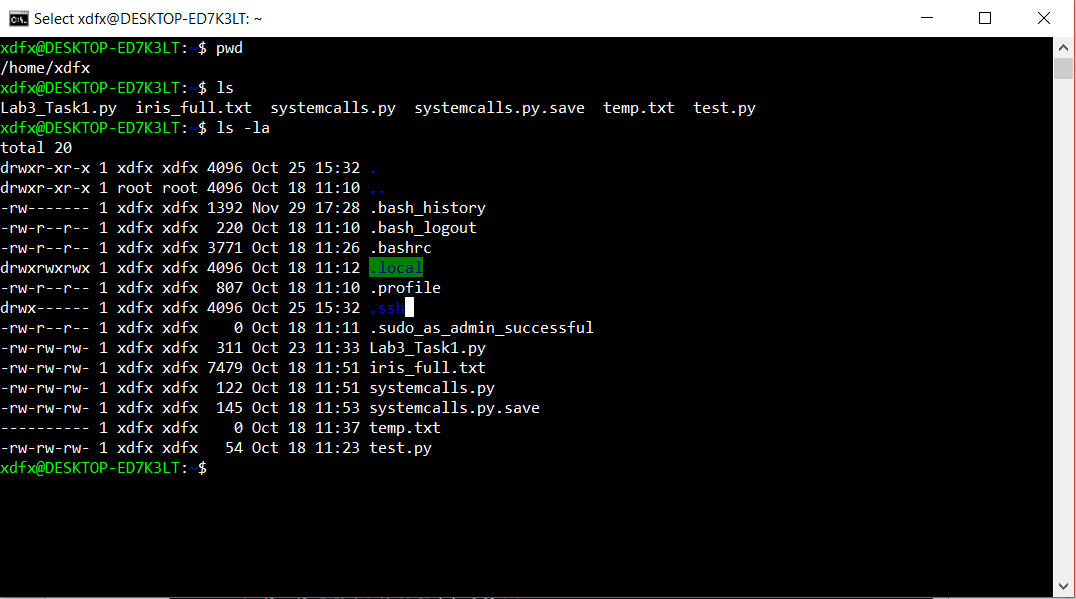 Select xdfx@DESKTOP-ED7K3LT: ~
xdfx@DESKTOP-ED7K3LT:~$ pwd
/home/xdfx
xdfx@DESKTOP-ED7K3LT:~$ ls
Lab3_Task1.py  iris_full.txt  systemcalls.py  systemcalls.py.save  temp.txt  test.py
xdfx@DESKTOP-ED7K3LT:~$ ls -la
total 20
drwxr-xr-x 1 xdfx xdfx 4096 Oct 25 15:32 .
drwxr-xr-x 1 root root 4096 Oct 18 11:10 ..
-rw------- 1 xdfx xdfx 1392 Nov 29 17:28 .bash_history
-rw-r--r-- 1 xdfx xdfx  220 Oct 18 11:10 .bash_logout
-rw-r--r-- 1 xdfx xdfx 3771 Oct 18 11:26 .bashrc
drwxrwxrwx 1 xdfx xdfx 4096 Oct 18 11:12 .local
-rw-r--r-- 1 xdfx xdfx  807 Oct 18 11:10 .profile
drwx------ 1 xdfx xdfx 4096 Oct 25 15:32 .ssh
-rw-r--r-- 1 xdfx xdfx    0 Oct 18 11:11 .sudo_as_admin_successful
-rw-rw-rw- 1 xdfx xdfx  311 Oct 23 11:33 Lab3_Task1.py
-rw-rw-rw- 1 xdfx xdfx 7479 Oct 18 11:51 iris_full.txt
-rw-rw-rw- 1 xdfx xdfx  122 Oct 18 11:51 systemcalls.py
-rw-rw-rw- 1 xdfx xdfx  145 Oct 18 11:53 systemcalls.py.save
---------- 1 xdfx xdfx    0 Oct 18 11:37 temp.txt
-rw-rw-rw- 1 xdfx xdfx   54 Oct 18 11:23 test.py
xdfx@DESKTOP-ED7K3LT:~$